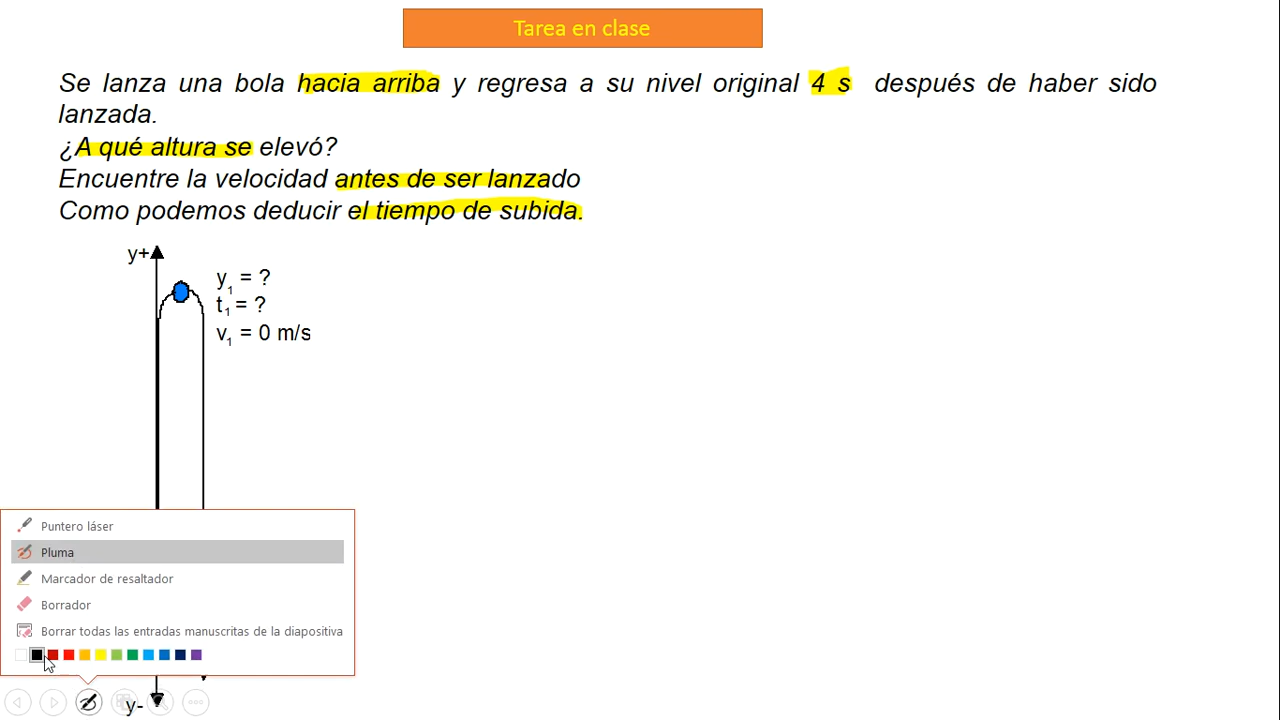 Tarea en clase
Se lanza una bola hacia arriba y regresa a su nivel original 4 s después de haber sido
lanzada.
¿A qué altura se elevó?
Encuentre la velocidad antes de ser lanzado
Como podemos deducir el tiempo de subida.
y+
y₁ = ?
t₁ = ?
v₁ = 0 m/s
Puntero láser
Pluma
Marcador de resaltador
Borrador
Borrar todas las entradas manuscritas de la diapositiva
y-